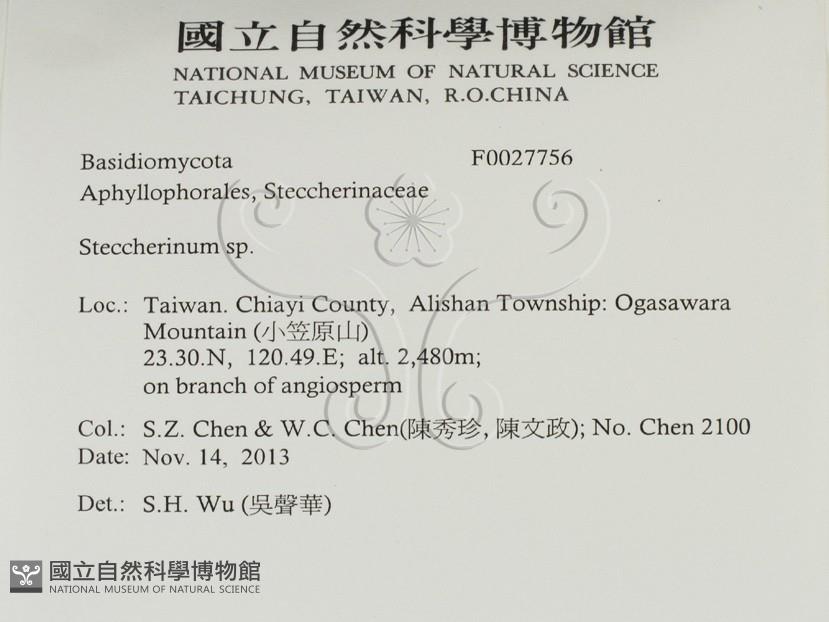 國立自然科學博物館
NATIONAL MUSEUM OF NATURAL SCIENCE
TAICHUNG, TAIWAN, R.O.CHINA
Basidiomycota F0027756
Aphyllophorales, Steccherinaceae
Steccherinum sp.
Loc.: Taiwan. Chiayi County, Alishan Township: Ogasawara
Mountain (小笠原山)
23.30.N, 120.49.E; alt. 2,480m;
on branch of angiosperm
Col.: S.Z. Chen & W.C. Chen(陳秀珍, 陳文政); No. Chen 2100
Date: Nov. 14, 2013
Det.: S.H. Wu (吳聲華)
國立自然科學博物館
NATIONAL MUSEUM OF NATURAL SCIENCE